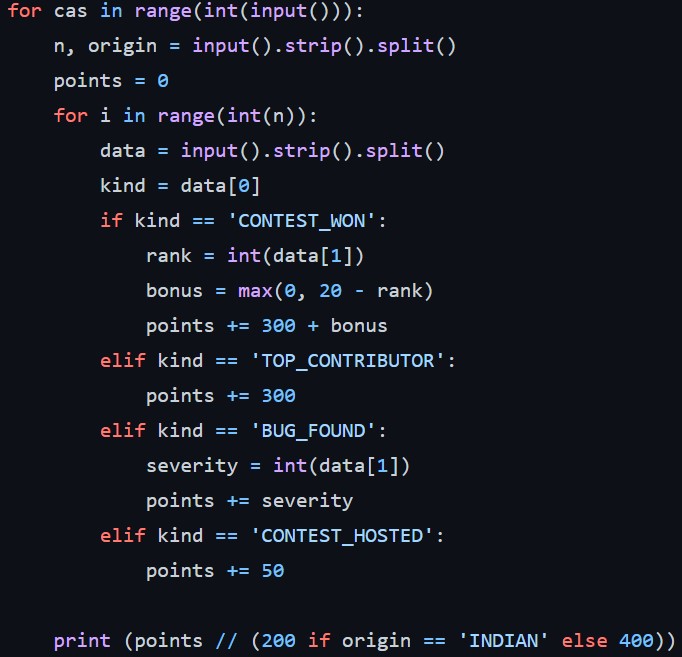 for cas in range(int(input())):
    n, origin = input().strip().split()
    points = 0
    for i in range(int(n)):
        data = input().strip().split()
        kind = data[0]
        if kind == 'CONTEST_WON':
            rank = int(data[1])
            bonus = max(0, 20 - rank)
            points += 300 + bonus
        elif kind == 'TOP_CONTRIBUTOR':
            points += 300
        elif kind == 'BUG_FOUND':
            severity = int(data[1])
            points += severity
        elif kind == 'CONTEST_HOSTED':
            points += 50

    print (points // (200 if origin == 'INDIAN' else 400))